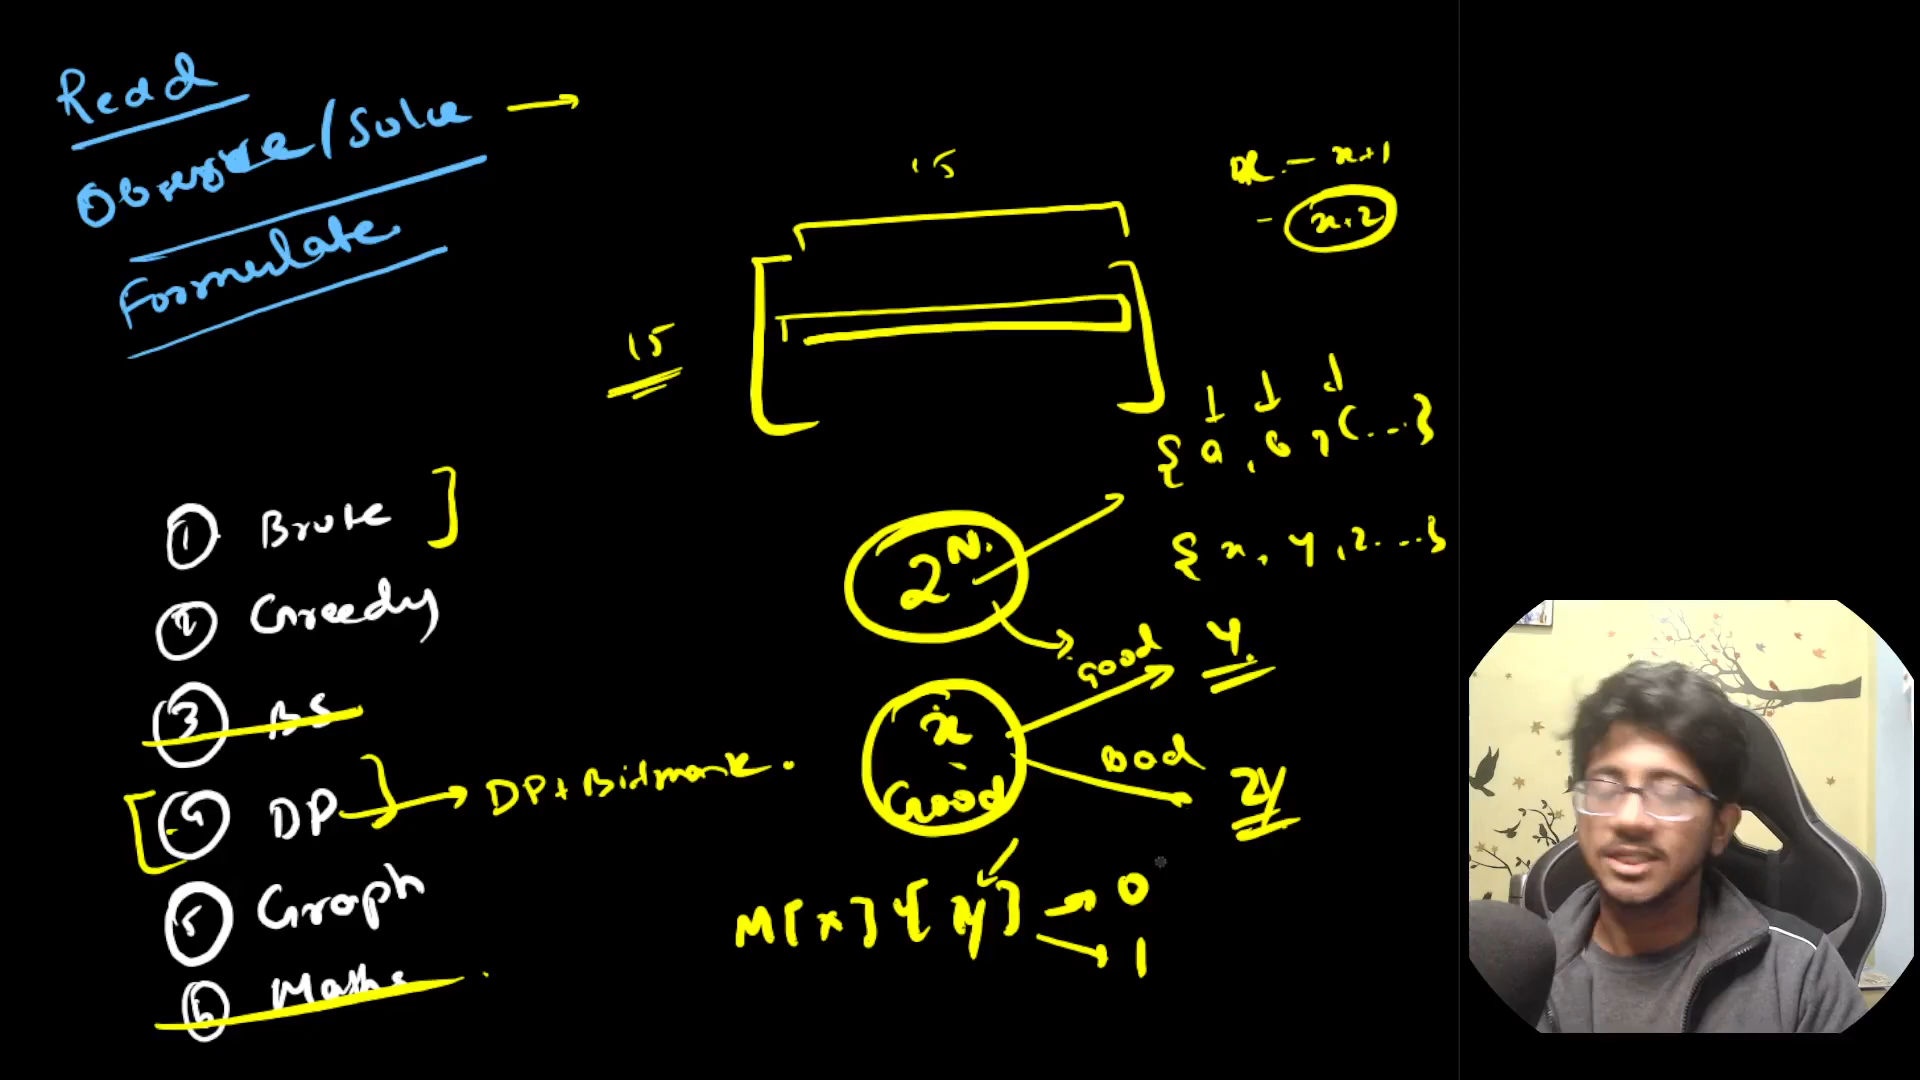 Read
Observe/Solve →
Formulate
15
x - x+1
- x+2
15
{ a, b, (...}
{ x, y, z...}
① Brute ]
② Greedy
③ BS
[ ④ DP } → DP + Bitmask.
⑤ Graph
⑥ Maths
2^N.
x
Good
Good
Y.
Bad
2Y
M[x]Y[ ] → 0
→ 1